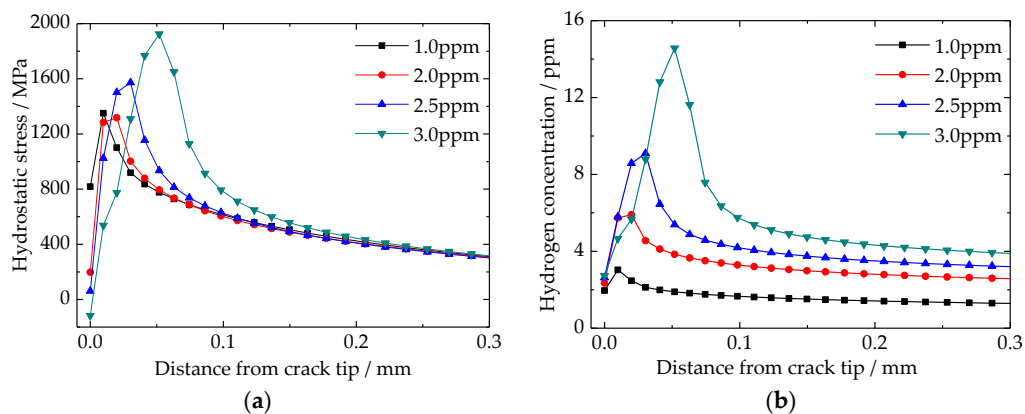 2000
1600
1200
800
400
0
Hydrostatic stress / MPa
1.0ppm
2.0ppm
2.5ppm
3.0ppm
0.0 0.1 0.2 0.3
Distance from crack tip / mm
(a)
16
12
8
4
0
Hydrogen concentration / ppm
1.0ppm
2.0ppm
2.5ppm
3.0ppm
0.0 0.1 0.2 0.3
Distance from crack tip / mm
(b)